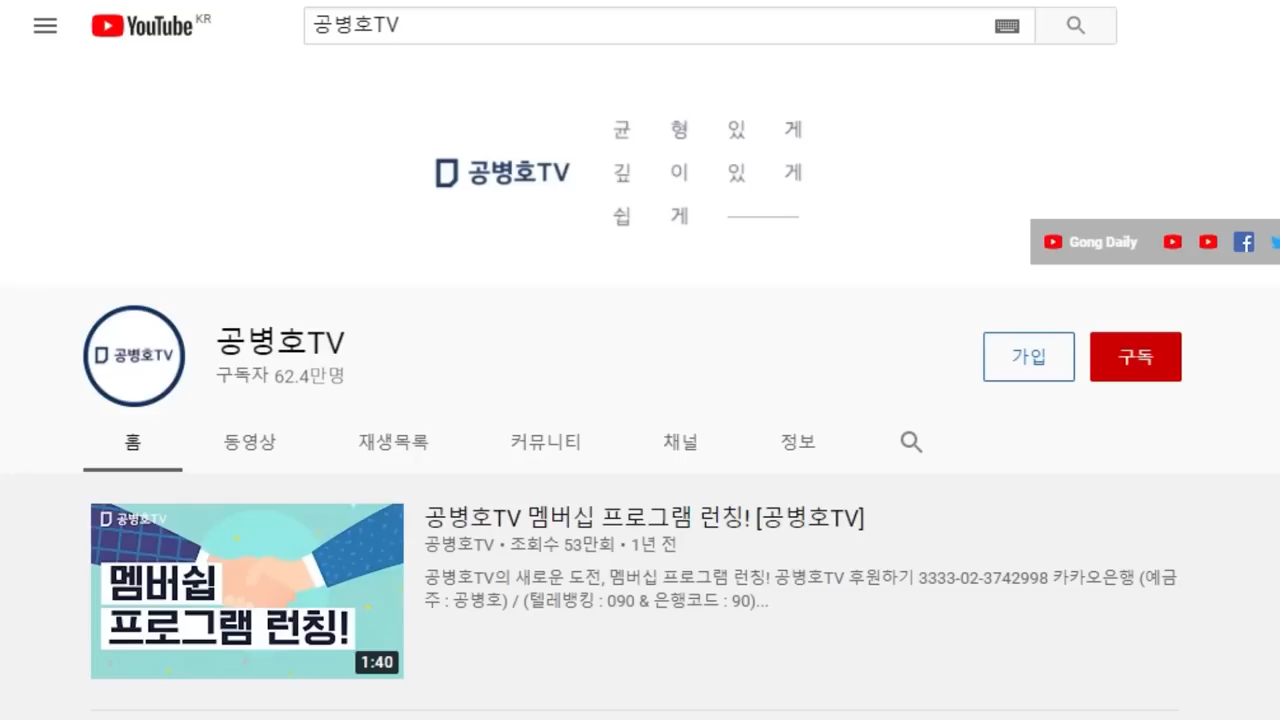 YouTube KR
공병호TV
균 형 있 게
공병호TV
깊 이 있 게
쉽 게
Gong Daily
공병호TV
공병호TV
구독자 62.4만명
가입
구독
홈
동영상
재생목록
커뮤니티
채널
정보
공병호TV
멤버쉽
프로그램 런칭!
1:40
공병호TV 멤버십 프로그램 런칭! [공병호TV]
공병호TV • 조회수 53만회 • 1년 전
공병호TV의 새로운 도전, 멤버십 프로그램 런칭! 공병호TV 후원하기 3333-02-3742998 카카오은행 (예금
주 : 공병호) / (텔레뱅킹 : 090 & 은행코드 : 90)...